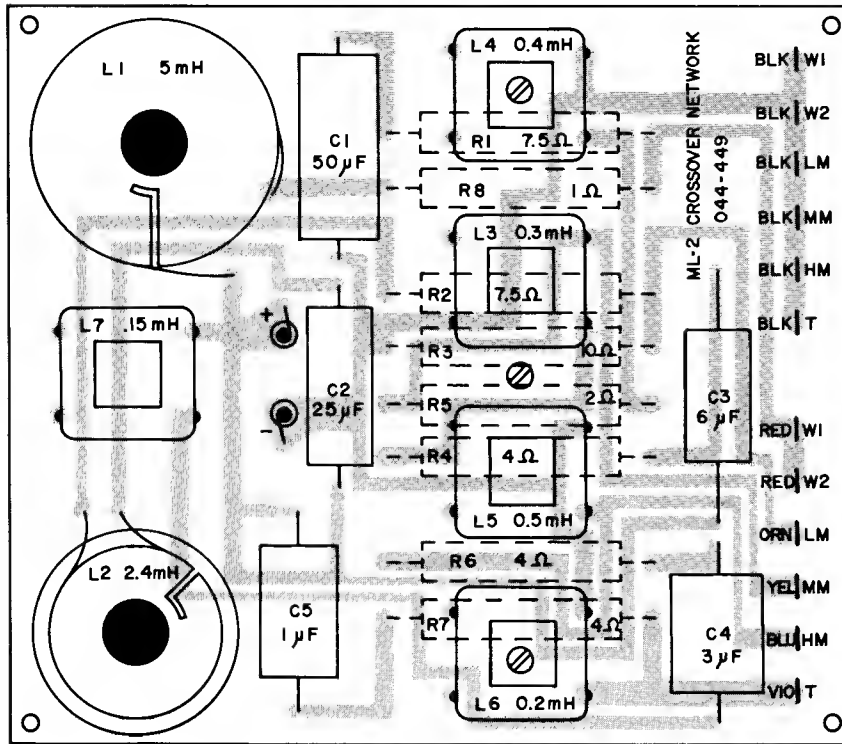 L1 5mH
C1
50µF
L4 0.4mH
R1 7.5Ω
R8 1Ω
L3 0.3mH
R2 7.5Ω
R3 10Ω
R5 2Ω
R4 4Ω
L5 0.5mH
R6 4Ω
R7 4Ω
L6 0.2mH
ML-2 CROSSOVER NETWORK
044-449
L7 .15mH
+
-
C2
25µF
C3
6µF
L2 2.4mH
C5
1µF
C4
3µF
BLK W1
BLK W2
BLK LM
BLK MM
BLK HM
BLK T
RED W1
RED W2
ORN LM
YEL MM
BLU HM
VIO T